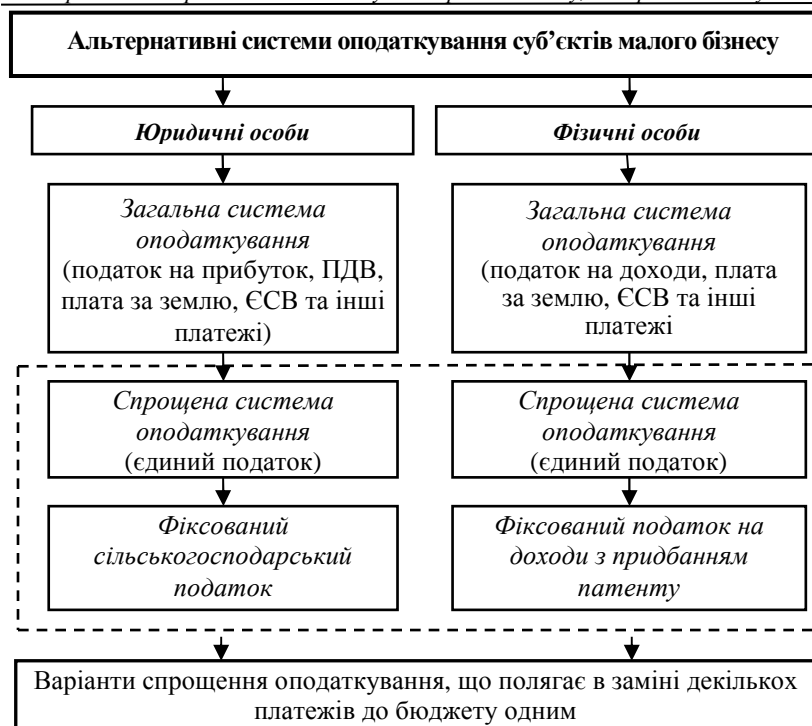 Альтернативні системи оподаткування суб’єктів малого бізнесу
Юридичні особи
Фізичні особи
Загальна система
оподаткування
(податок на прибуток, ПДВ,
плата за землю, ЄСВ та інші
платежі)
Загальна система
оподаткування
(податок на доходи, плата
за землю, ЄСВ та інші
платежі
Спрощена система
оподаткування
(єдиний податок)
Спрощена система
оподаткування
(єдиний податок)
Фіксований
сільськогосподарський
податок
Фіксований податок на
доходи з придбанням
патенту
Варіанти спрощення оподаткування, що полягає в заміні декількох
платежів до бюджету одним